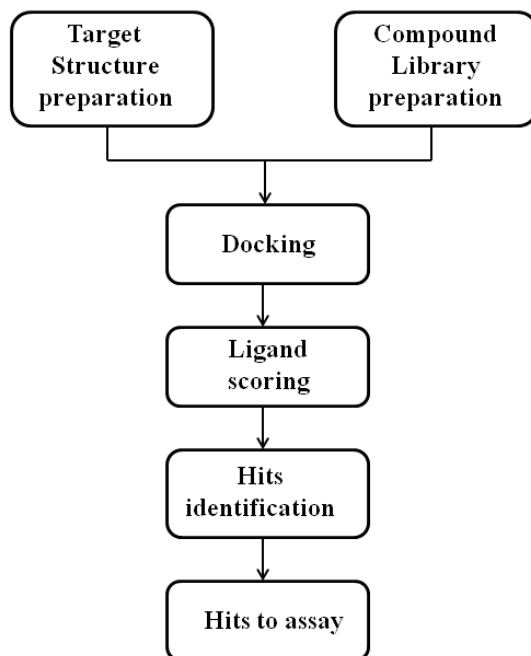 Target
Structure
preparation
Compound
Library
preparation
Docking
Ligand
scoring
Hits
identification
Hits to assay